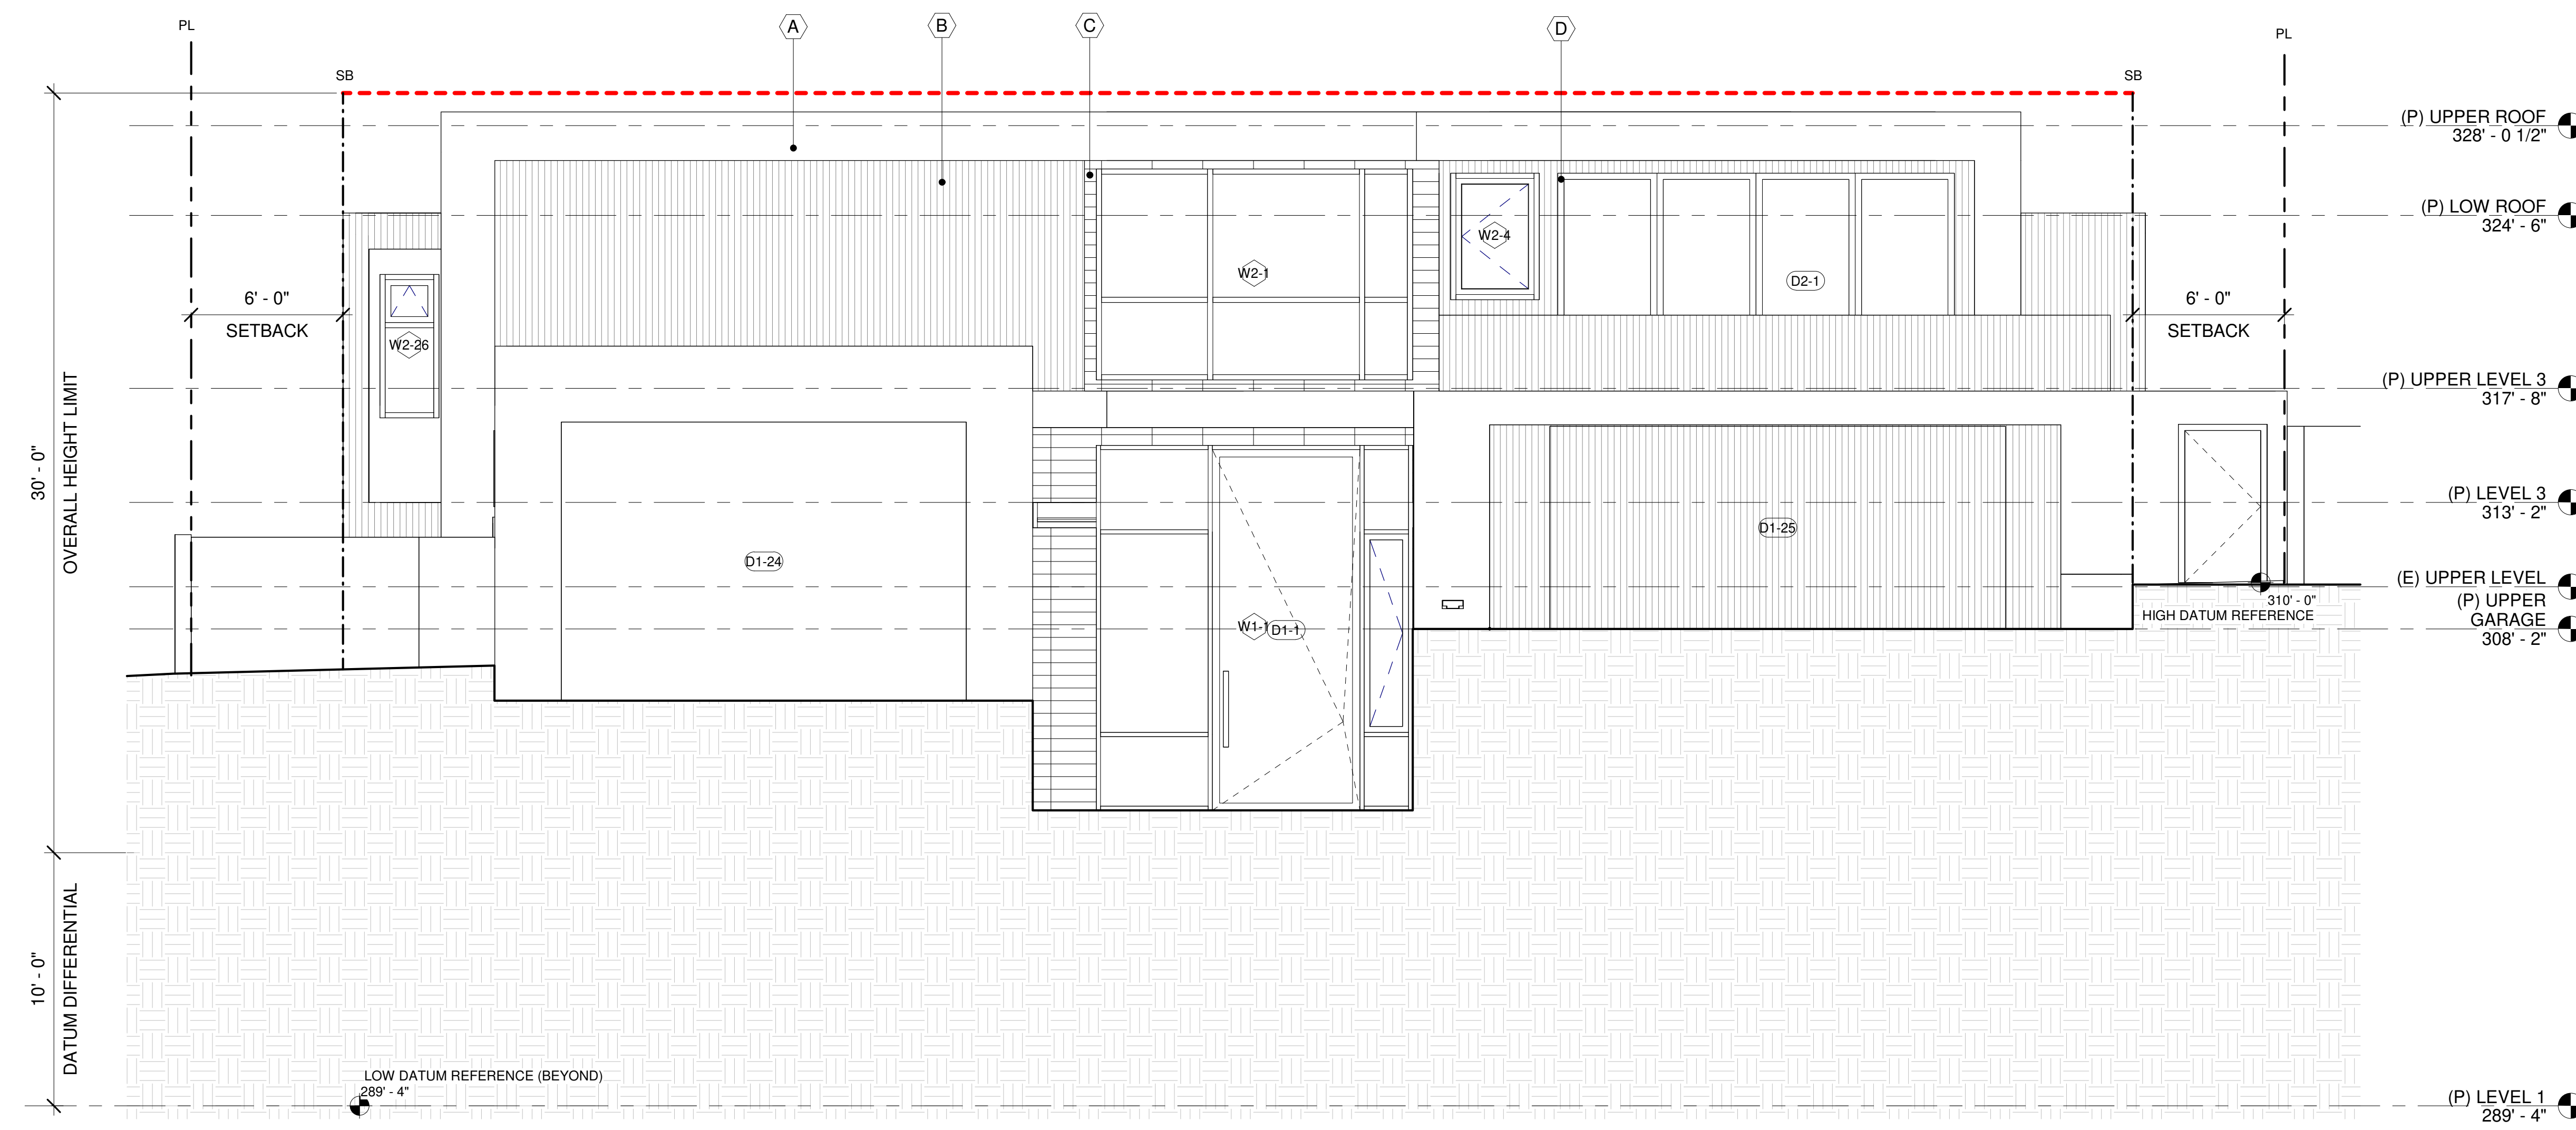 PL
A
B
C
D
PL
SB
SB
(P) UPPER ROOF
328' - 0 1/2"
(P) LOW ROOF
324' - 6"
W2-4
W2-1
D2-1
6' - 0"
SETBACK
6' - 0"
SETBACK
W2-26
(P) UPPER LEVEL 3
317' - 8"
30' - 0"
OVERALL HEIGHT LIMIT
(P) LEVEL 3
313' - 2"
D1-24
D1-25
(E) UPPER LEVEL
310' - 0"
HIGH DATUM REFERENCE
(P) UPPER
GARAGE
308' - 2"
W1-1
D1-1
10' - 0"
DATUM DIFFERENTIAL
LOW DATUM REFERENCE (BEYOND)
289' - 4"
(P) LEVEL 1
289' - 4"